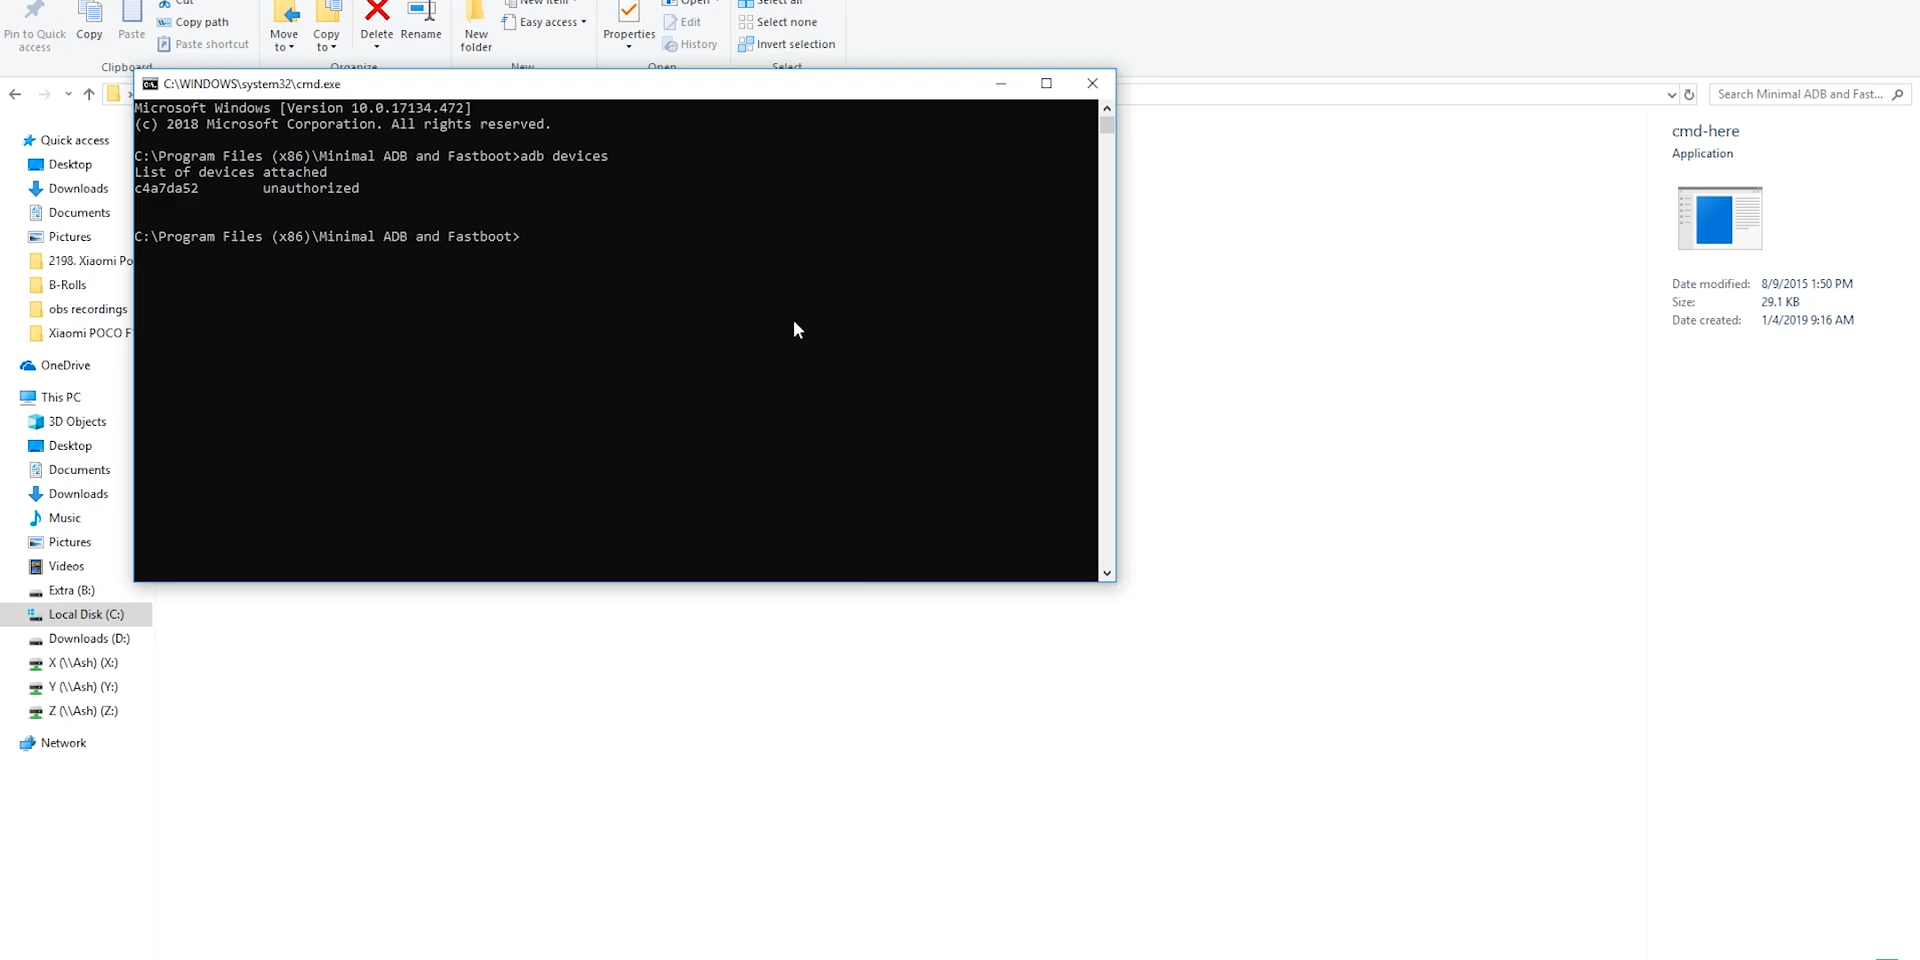 Cut
New item
Open
Select all
Pin to Quick access
Copy
Paste
Copy path
Paste shortcut
Move to
Copy to
Delete
Rename
New folder
Easy access
Properties
Edit
History
Select none
Invert selection
Clipboard
Organize
New
Open
Select
C:\WINDOWS\system32\cmd.exe
Search Minimal ADB and Fast...
Microsoft Windows [Version 10.0.17134.472]
(c) 2018 Microsoft Corporation. All rights reserved.
C:\Program Files (x86)\Minimal ADB and Fastboot>adb devices
List of devices attached
c4a7da52 unauthorized
C:\Program Files (x86)\Minimal ADB and Fastboot>
Quick access
Desktop
Downloads
Documents
Pictures
2198. Xiaomi Po
B-Rolls
obs recordings
Xiaomi POCO F
OneDrive
This PC
3D Objects
Desktop
Documents
Downloads
Music
Pictures
Videos
Extra (B:)
Local Disk (C:)
Downloads (D:)
X (\\Ash) (X:)
Y (\\Ash) (Y:)
Z (\\Ash) (Z:)
Network
cmd-here
Application
Date modified: 8/9/2015 1:50 PM
Size: 29.1 KB
Date created: 1/4/2019 9:16 AM